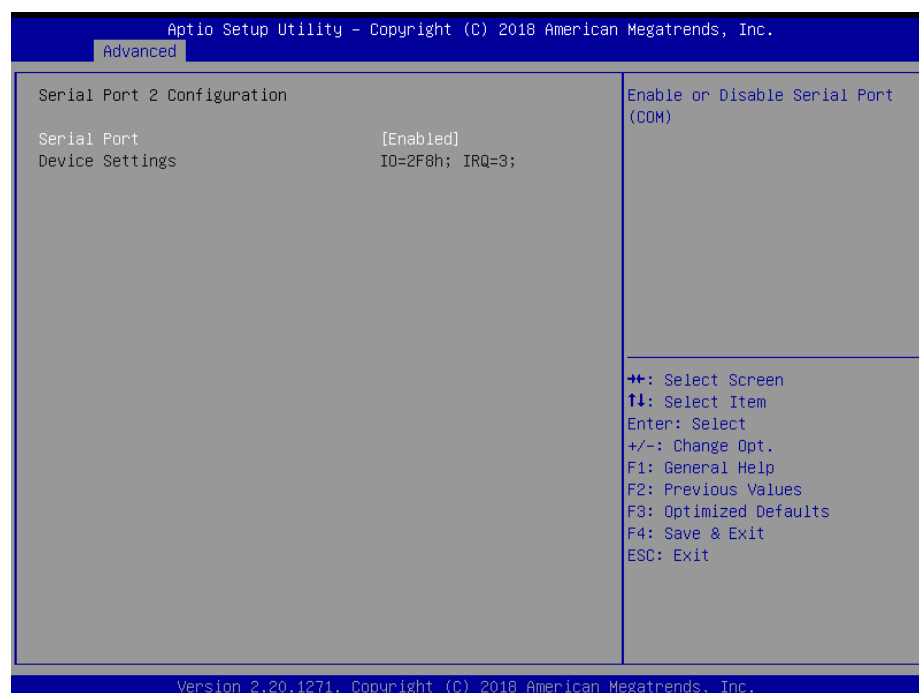 Aptio Setup Utility – Copyright (C) 2018 American Megatrends, Inc.
Advanced
Serial Port 2 Configuration
Serial Port [Enabled]
Device Settings IO=2F8h; IRQ=3;
Enable or Disable Serial Port
(COM)
→←: Select Screen
↑↓: Select Item
Enter: Select
+/-: Change Opt.
F1: General Help
F2: Previous Values
F3: Optimized Defaults
F4: Save & Exit
ESC: Exit
Version 2.20.1271. Copyright (C) 2018 American Megatrends, Inc.